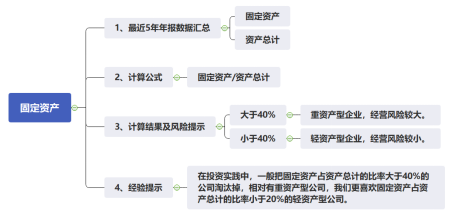 固定资产
1、最近5年年报数据汇总
固定资产
资产总计
2、计算公式
固定资产/资产总计
3、计算结果及风险提示
大于40%
重资产型企业，经营风险较大。
小于40%
轻资产型企业，经营风险较小。
4、经验提示
在投资实践中，一般把固定资产占资产总计的比率大于40%的
公司淘汰掉，相对有重资产型公司，我们更喜欢固定资产占资
产总计的比率小于20%的轻资产型公司。